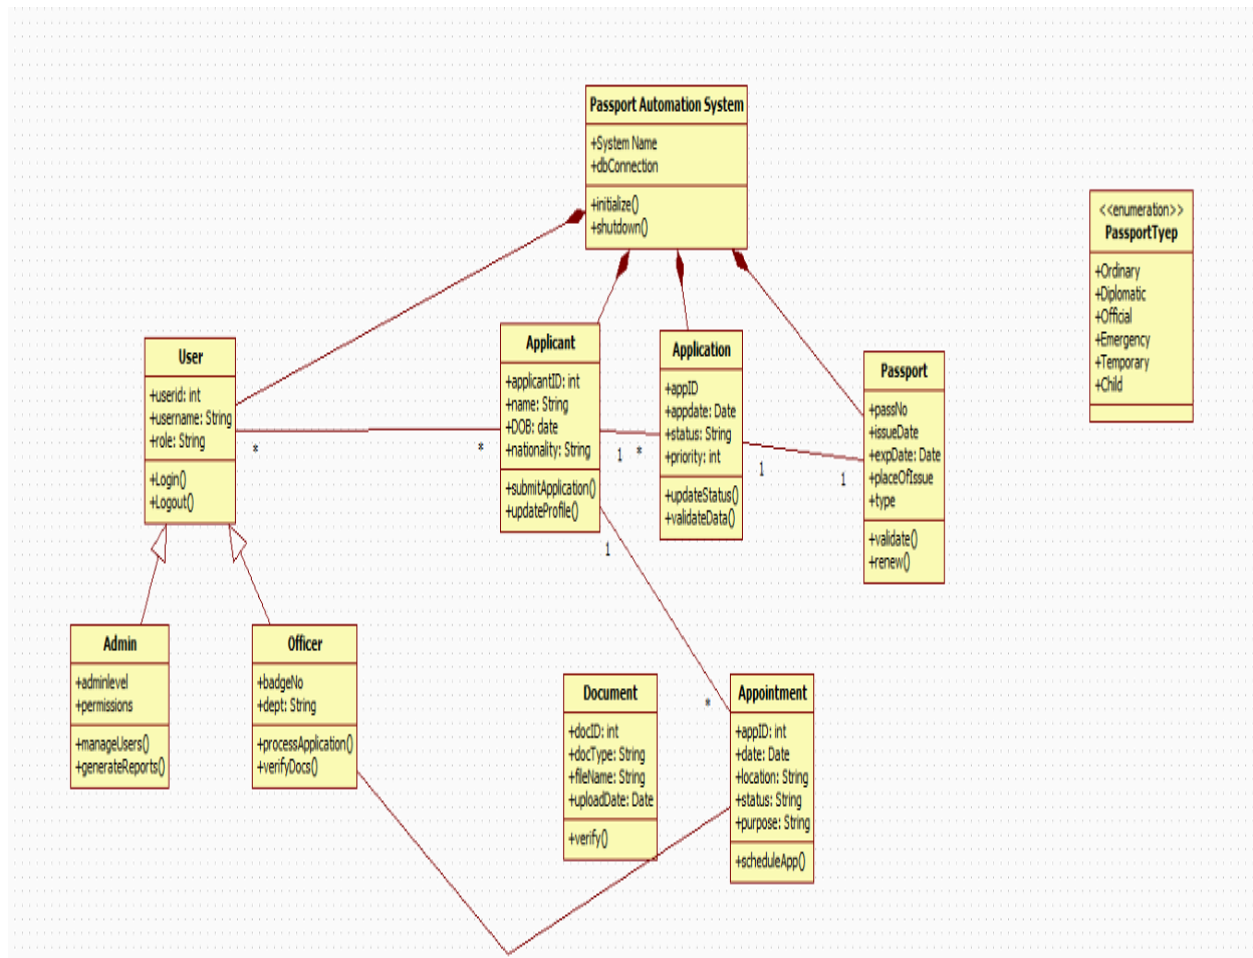 Passport Automation System
+System Name
+dbConnection
+initialize()
+shutdown()
<<enumeration>>
PassportTyep
+Ordinary
+Diplomatic
+Official
+Emergency
+Temporary
+Child
User
+userid: int
+username: String
+role: String
+Login()
+Logout()
*
*
Applicant
+applicantID: int
+name: String
+DOB: date
+nationality: String
+submitApplication()
+updateProfile()
1
*
Application
+appID
+appdate: Date
+status: String
+priority: int
+updateStatus()
+validateData()
1
1
Passport
+passNo
+issueDate
+expDate: Date
+placeOfIssue
+type
+validate()
+renew()
1
*
Admin
+adminlevel
+permissions
+manageUsers()
+generateReports()
Officer
+badgeNo
+dept: String
+processApplication()
+verifyDocs()
Document
+docID: int
+docType: String
+fileName: String
+uploadDate: Date
+verify()
Appointment
+appID: int
+date: Date
+location: String
+status: String
+purpose: String
+scheduleApp()